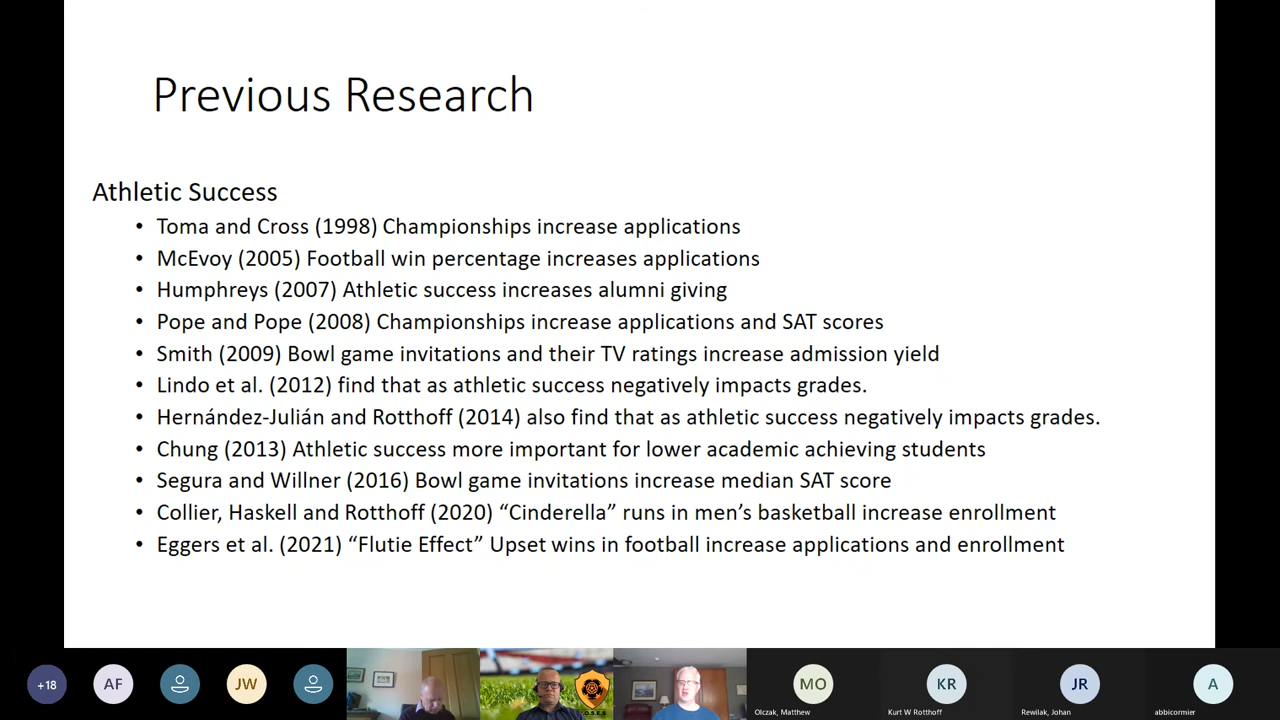 Previous Research
Athletic Success
• Toma and Cross (1998) Championships increase applications
• McEvoy (2005) Football win percentage increases applications
• Humphreys (2007) Athletic success increases alumni giving
• Pope and Pope (2008) Championships increase applications and SAT scores
• Smith (2009) Bowl game invitations and their TV ratings increase admission yield
• Lindo et al. (2012) find that as athletic success negatively impacts grades.
• Hernández-Julián and Rotthoff (2014) also find that as athletic success negatively impacts grades.
• Chung (2013) Athletic success more important for lower academic achieving students
• Segura and Willner (2016) Bowl game invitations increase median SAT score
• Collier, Haskell and Rotthoff (2020) “Cinderella” runs in men’s basketball increase enrollment
• Eggers et al. (2021) “Flutie Effect” Upset wins in football increase applications and enrollment
+18
AF
JW
MO
KR
JR
A
Olczak, Matthew
Kurt W Rotthoff
Rewilak, Johan
abbicormier